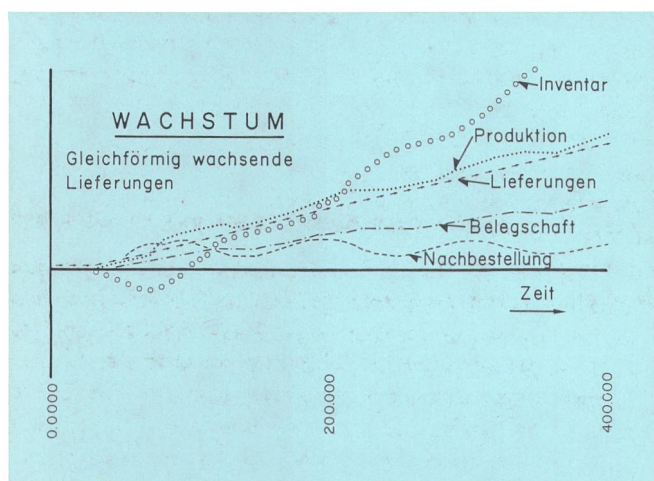 WACHSTUM
Gleichförmig wachsende
Lieferungen
Inventar
Produktion
Lieferungen
Belegschaft
Nachbestellung
Zeit
0.0000
200.000
400.000